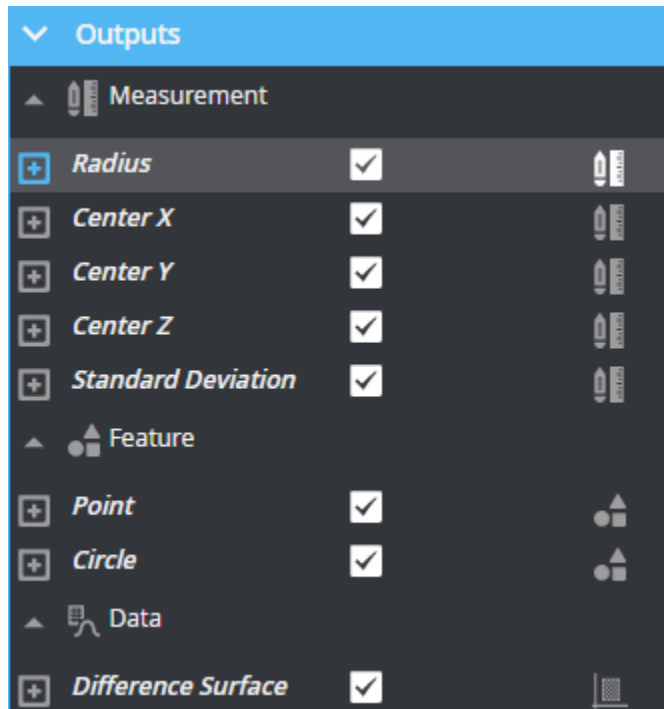 Outputs
Measurement
Radius
Center X
Center Y
Center Z
Standard Deviation
Feature
Point
Circle
Data
Difference Surface